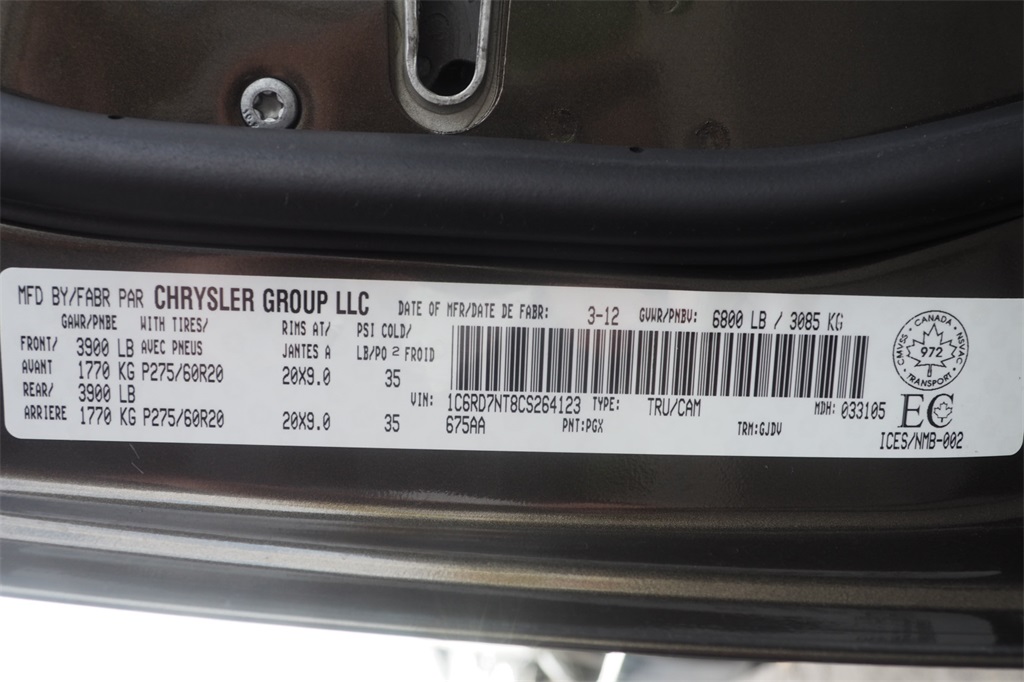 MFD BY/FABR PAR CHRYSLER GROUP LLC DATE OF MFR/DATE DE FABR: 3-12 GVWR/PNBV: 6800 LB / 3085 KG
GAWR/PNBE WITH TIRES/ RIMS AT/ PSI COLD/
FRONT/ 3900 LB AVEC PNEUS JANTES A LB/PO 2 FROID
AVANT 1770 KG P275/60R20 20X9.0 35
REAR/ 3900 LB
ARRIERE 1770 KG P275/60R20 20X9.0 35
VIN: 1C6RD7NT8CS264123 TYPE: TRU/CAM MDH: 033105
675AA PNT:PGX TRM:GJDV
CANADA
CMVSS NSVAC
972
TRANSPORT
EC
ICES/NMB-002